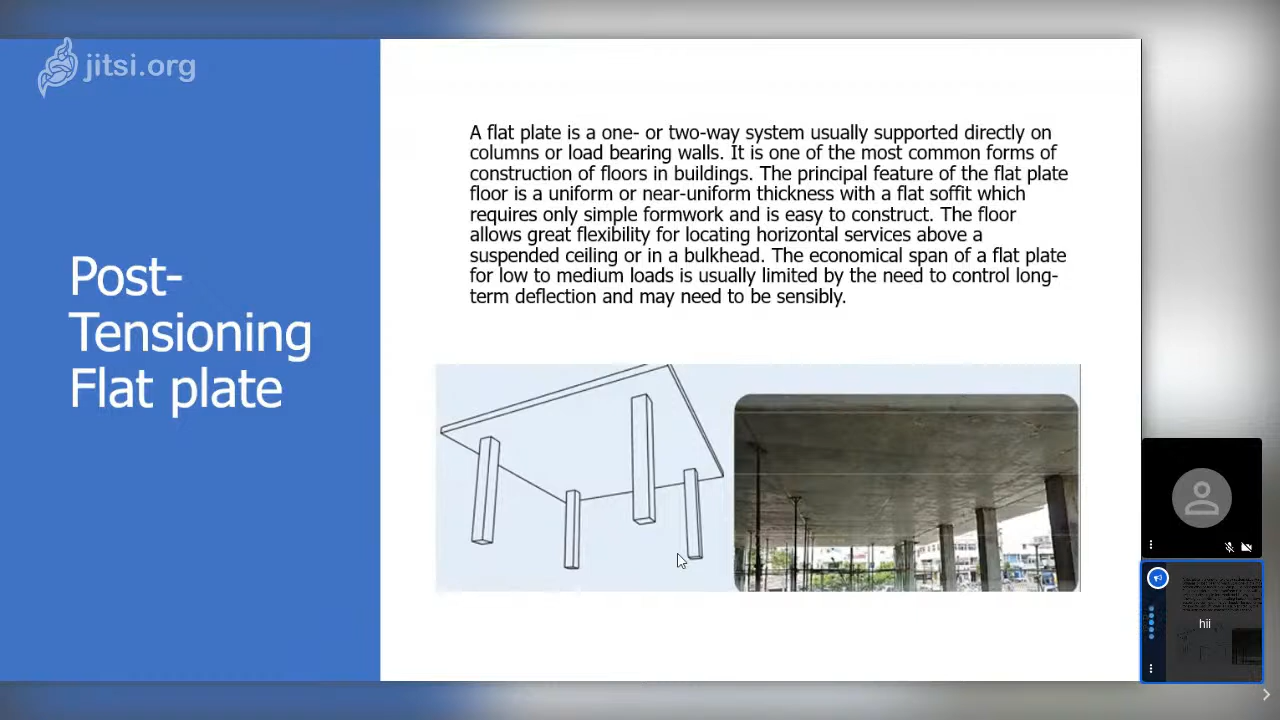 jitsi.org
Post-
Tensioning
Flat plate
A flat plate is a one- or two-way system usually supported directly on
columns or load bearing walls. It is one of the most common forms of
construction of floors in buildings. The principal feature of the flat plate
floor is a uniform or near-uniform thickness with a flat soffit which
requires only simple formwork and is easy to construct. The floor
allows great flexibility for locating horizontal services above a
suspended ceiling or in a bulkhead. The economical span of a flat plate
for low to medium loads is usually limited by the need to control long-
term deflection and may need to be sensibly.
hii